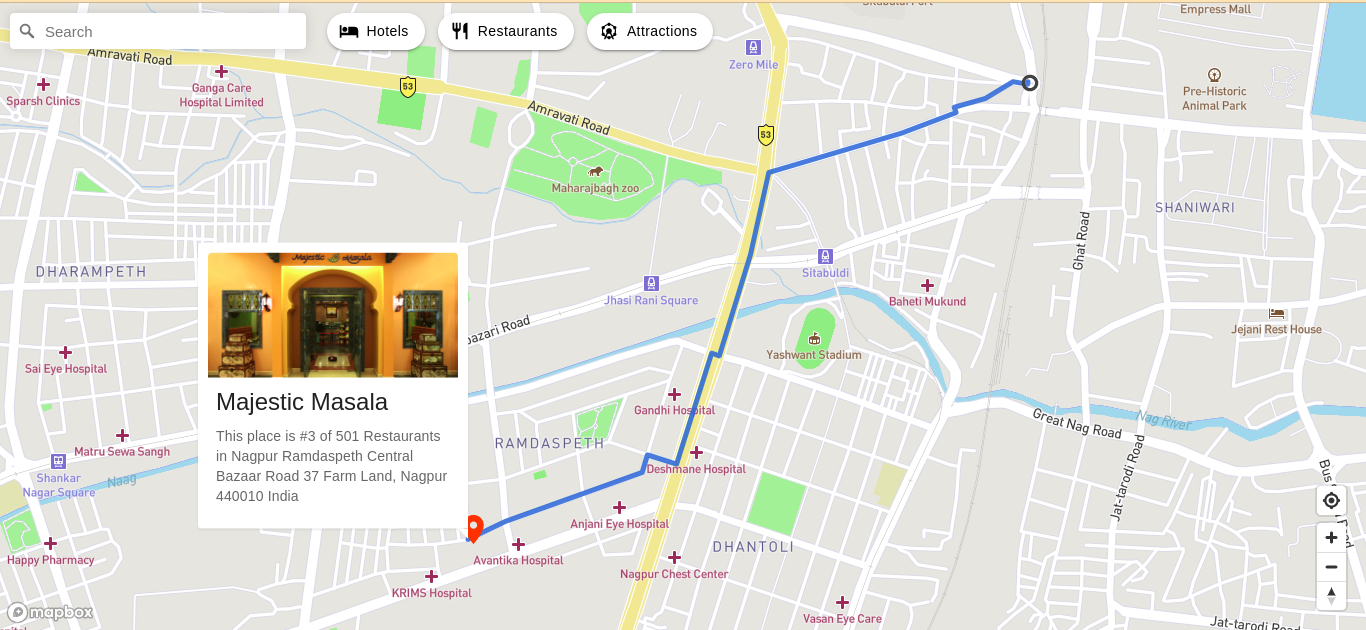 Search
Hotels
Restaurants
Attractions
Empress Mall
Amravati Road
53
Zero Mile
Sparsh Clinics
Ganga Care
Hospital Limited
Pre-Historic
Animal Park
Amravati Road
53
Maharajbagh zoo
SHANIWARI
Ghat Road
DHARAMPETH
Sitabuldi
Jhasi Rani Square
Baheti Mukund
Majestic Masala
bazari Road
Jejani Rest House
Yashwant Stadium
Sai Eye Hospital
Majestic Masala
Gandhi Hospital
Great Nag Road
Nag River
This place is #3 of 501 Restaurants
in Nagpur Ramdaspeth Central
Bazaar Road 37 Farm Land, Nagpur
440010 India
RAMDASPETH
Matru Sewa Sangh
Deshmane Hospital
Shankar
Nagar Square
Naag
Jat-tarodi Road
Anjani Eye Hospital
DHANTOLI
Happy Pharmacy
Avantika Hospital
Nagpur Chest Center
KRIMS Hospital
mapbox
Vasan Eye Care
Jat-tarodi Road